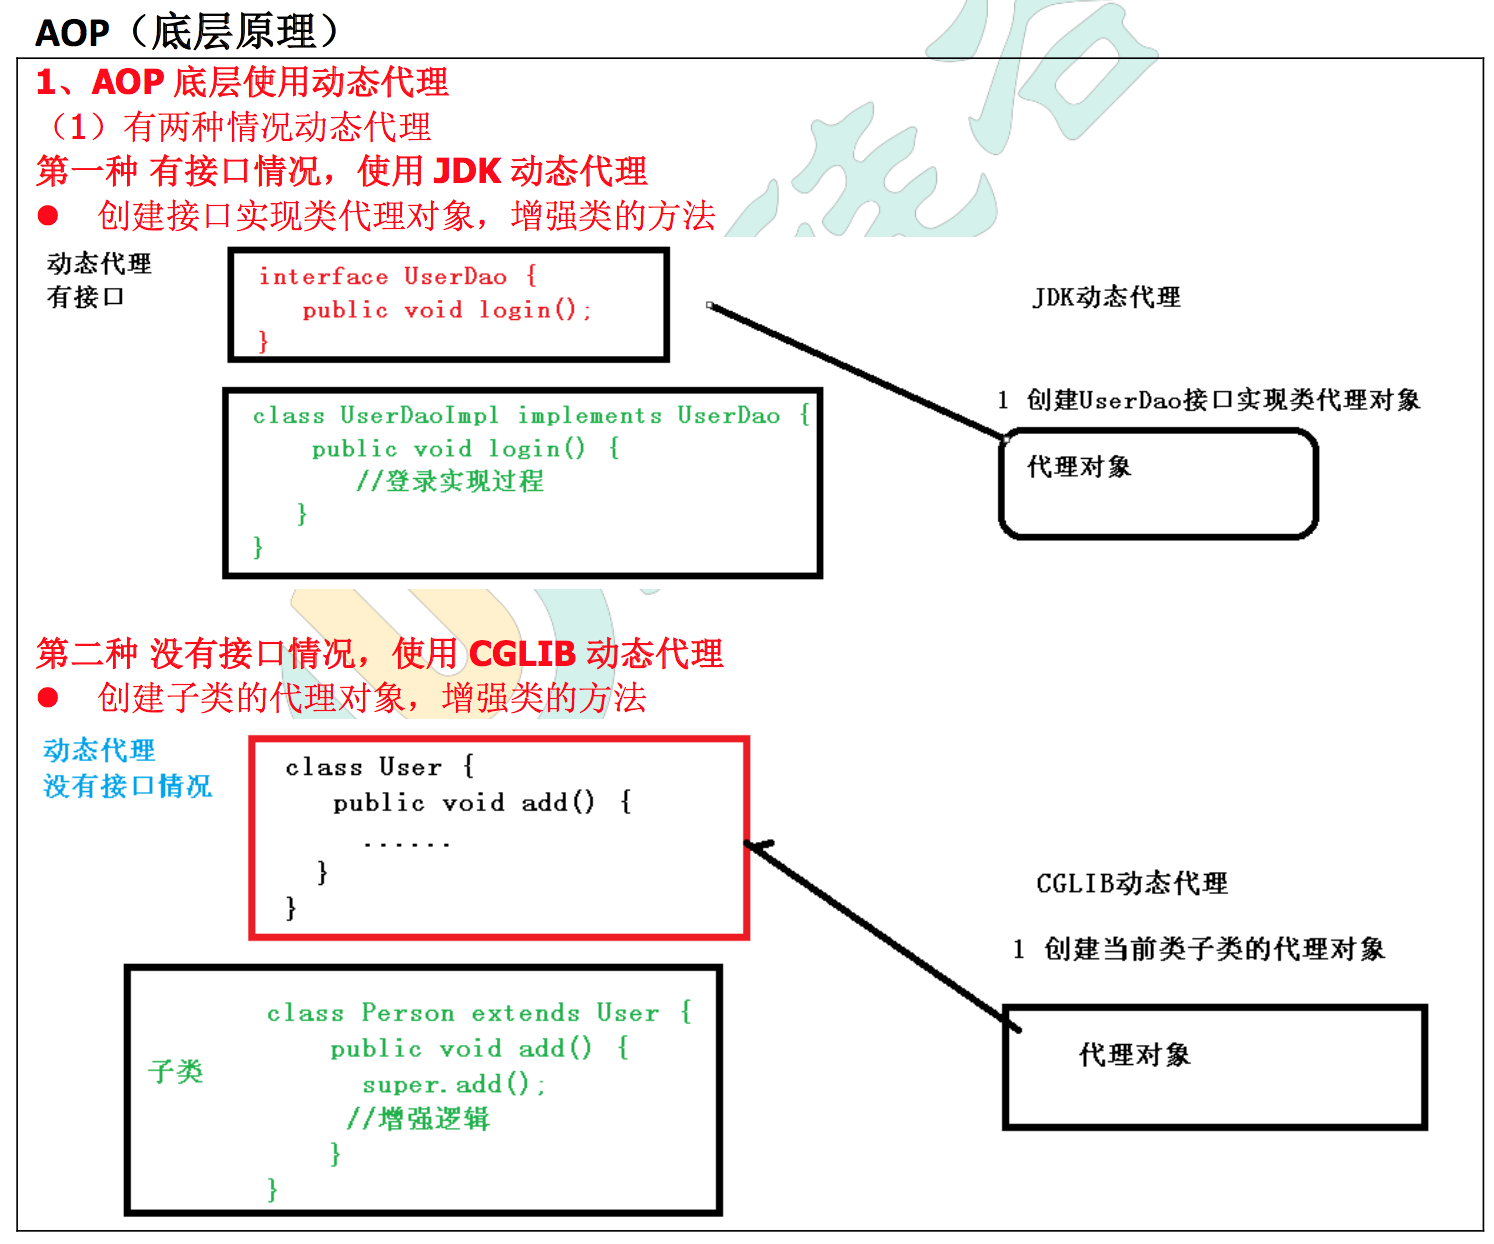 AOP（底层原理）
1、AOP 底层使用动态代理
（1）有两种情况动态代理
第一种 有接口情况，使用 JDK 动态代理
● 创建接口实现类代理对象，增强类的方法
动态代理
有接口
interface UserDao {
public void login();
}
class UserDaoImpl implements UserDao {
public void login() {
//登录实现过程
}
}
JDK动态代理
1 创建UserDao接口实现类代理对象
代理对象
第二种 没有接口情况，使用 CGLIB 动态代理
● 创建子类的代理对象，增强类的方法
动态代理
没有接口情况
class User {
public void add() {
......
}
}
子类
class Person extends User {
public void add() {
super.add();
//增强逻辑
}
}
CGLIB动态代理
1 创建当前类子类的代理对象
代理对象